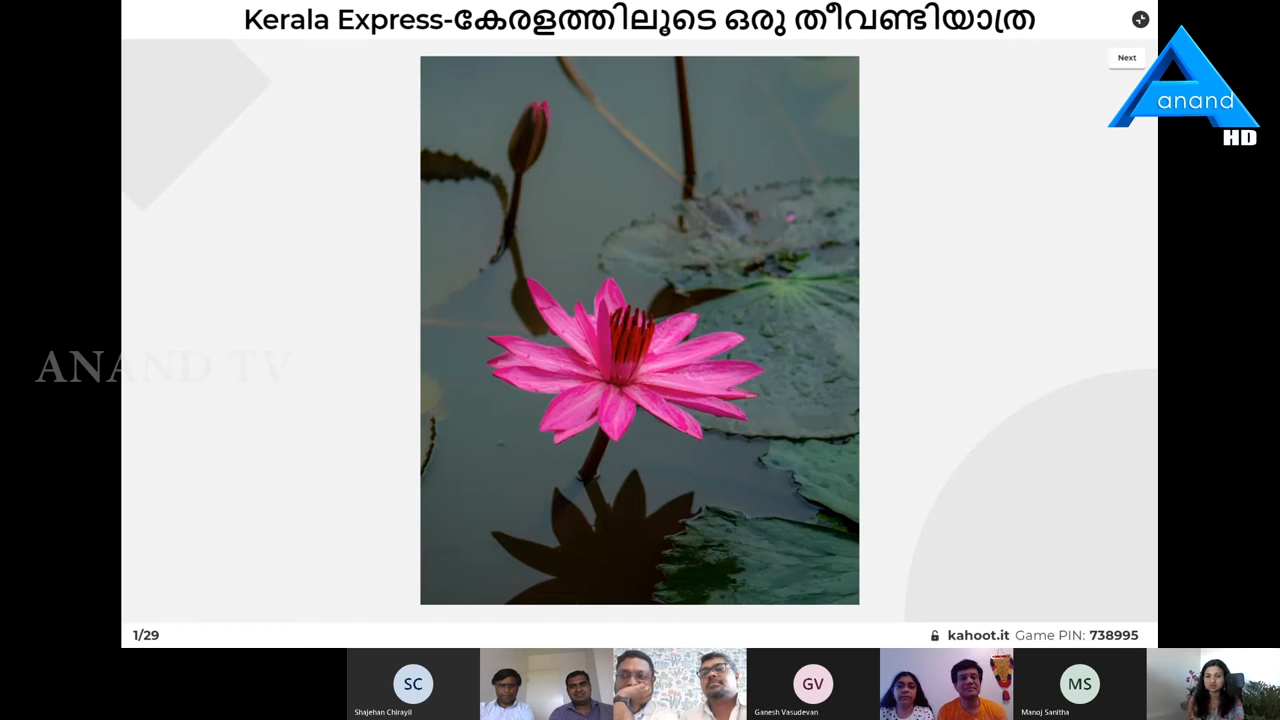 Kerala Express-കേരളത്തിലൂടെ ഒരു തീവണ്ടിയാത്ര
Next
anand
HD
ANAND TV
1/29
kahoot.it Game PIN: 738995
SC
GV
MS
Shajehan Chirayil
Ganesh Vasudevan
Manoj Sanitha